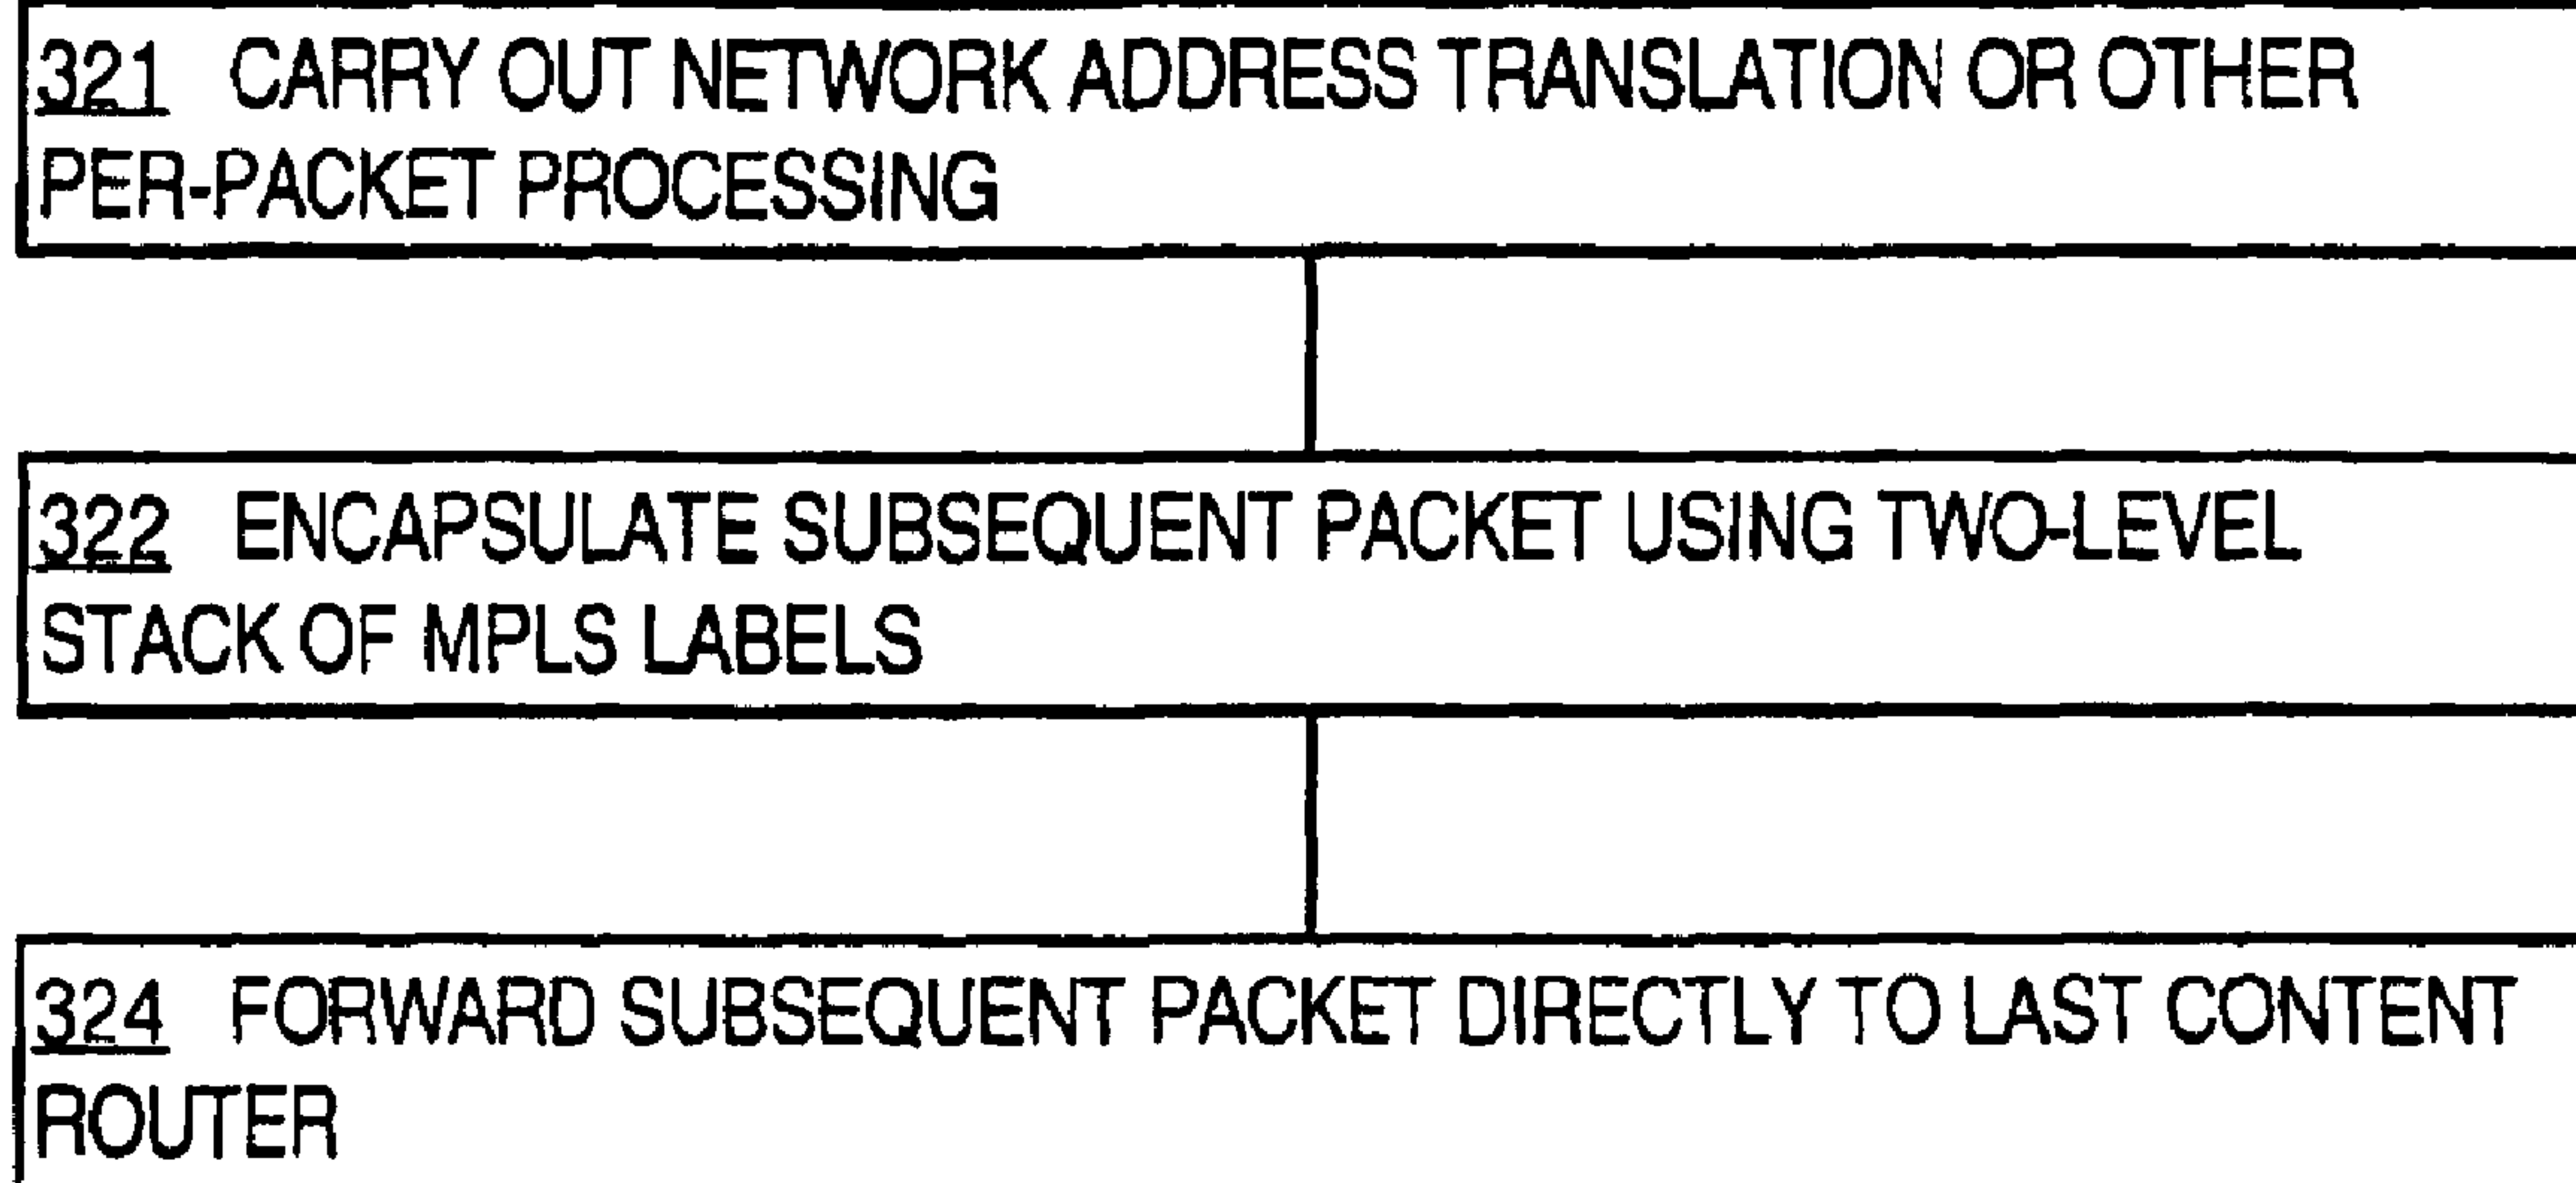 321 CARRY OUT NETWORK ADDRESS TRANSLATION OR OTHER
PER-PACKET PROCESSING
322 ENCAPSULATE SUBSEQUENT PACKET USING TWO-LEVEL
STACK OF MPLS LABELS
324 FORWARD SUBSEQUENT PACKET DIRECTLY TO LAST CONTENT
ROUTER